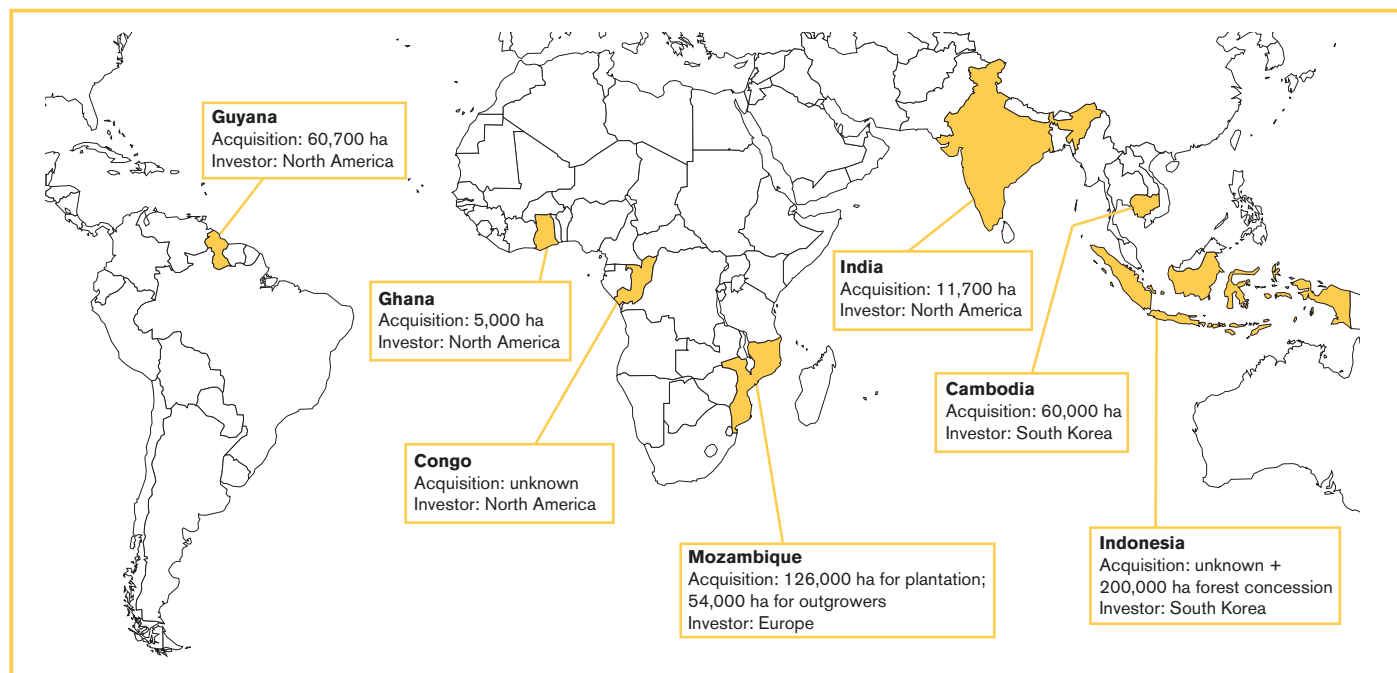 Guyana
Acquisition: 60,700 ha
Investor: North America
Ghana
Acquisition: 5,000 ha
Investor: North America
Congo
Acquisition: unknown
Investor: North America
Mozambique
Acquisition: 126,000 ha for plantation;
54,000 ha for outgrowers
Investor: Europe
India
Acquisition: 11,700 ha
Investor: North America
Cambodia
Acquisition: 60,000 ha
Investor: South Korea
Indonesia
Acquisition: unknown +
200,000 ha forest concession
Investor: South Korea